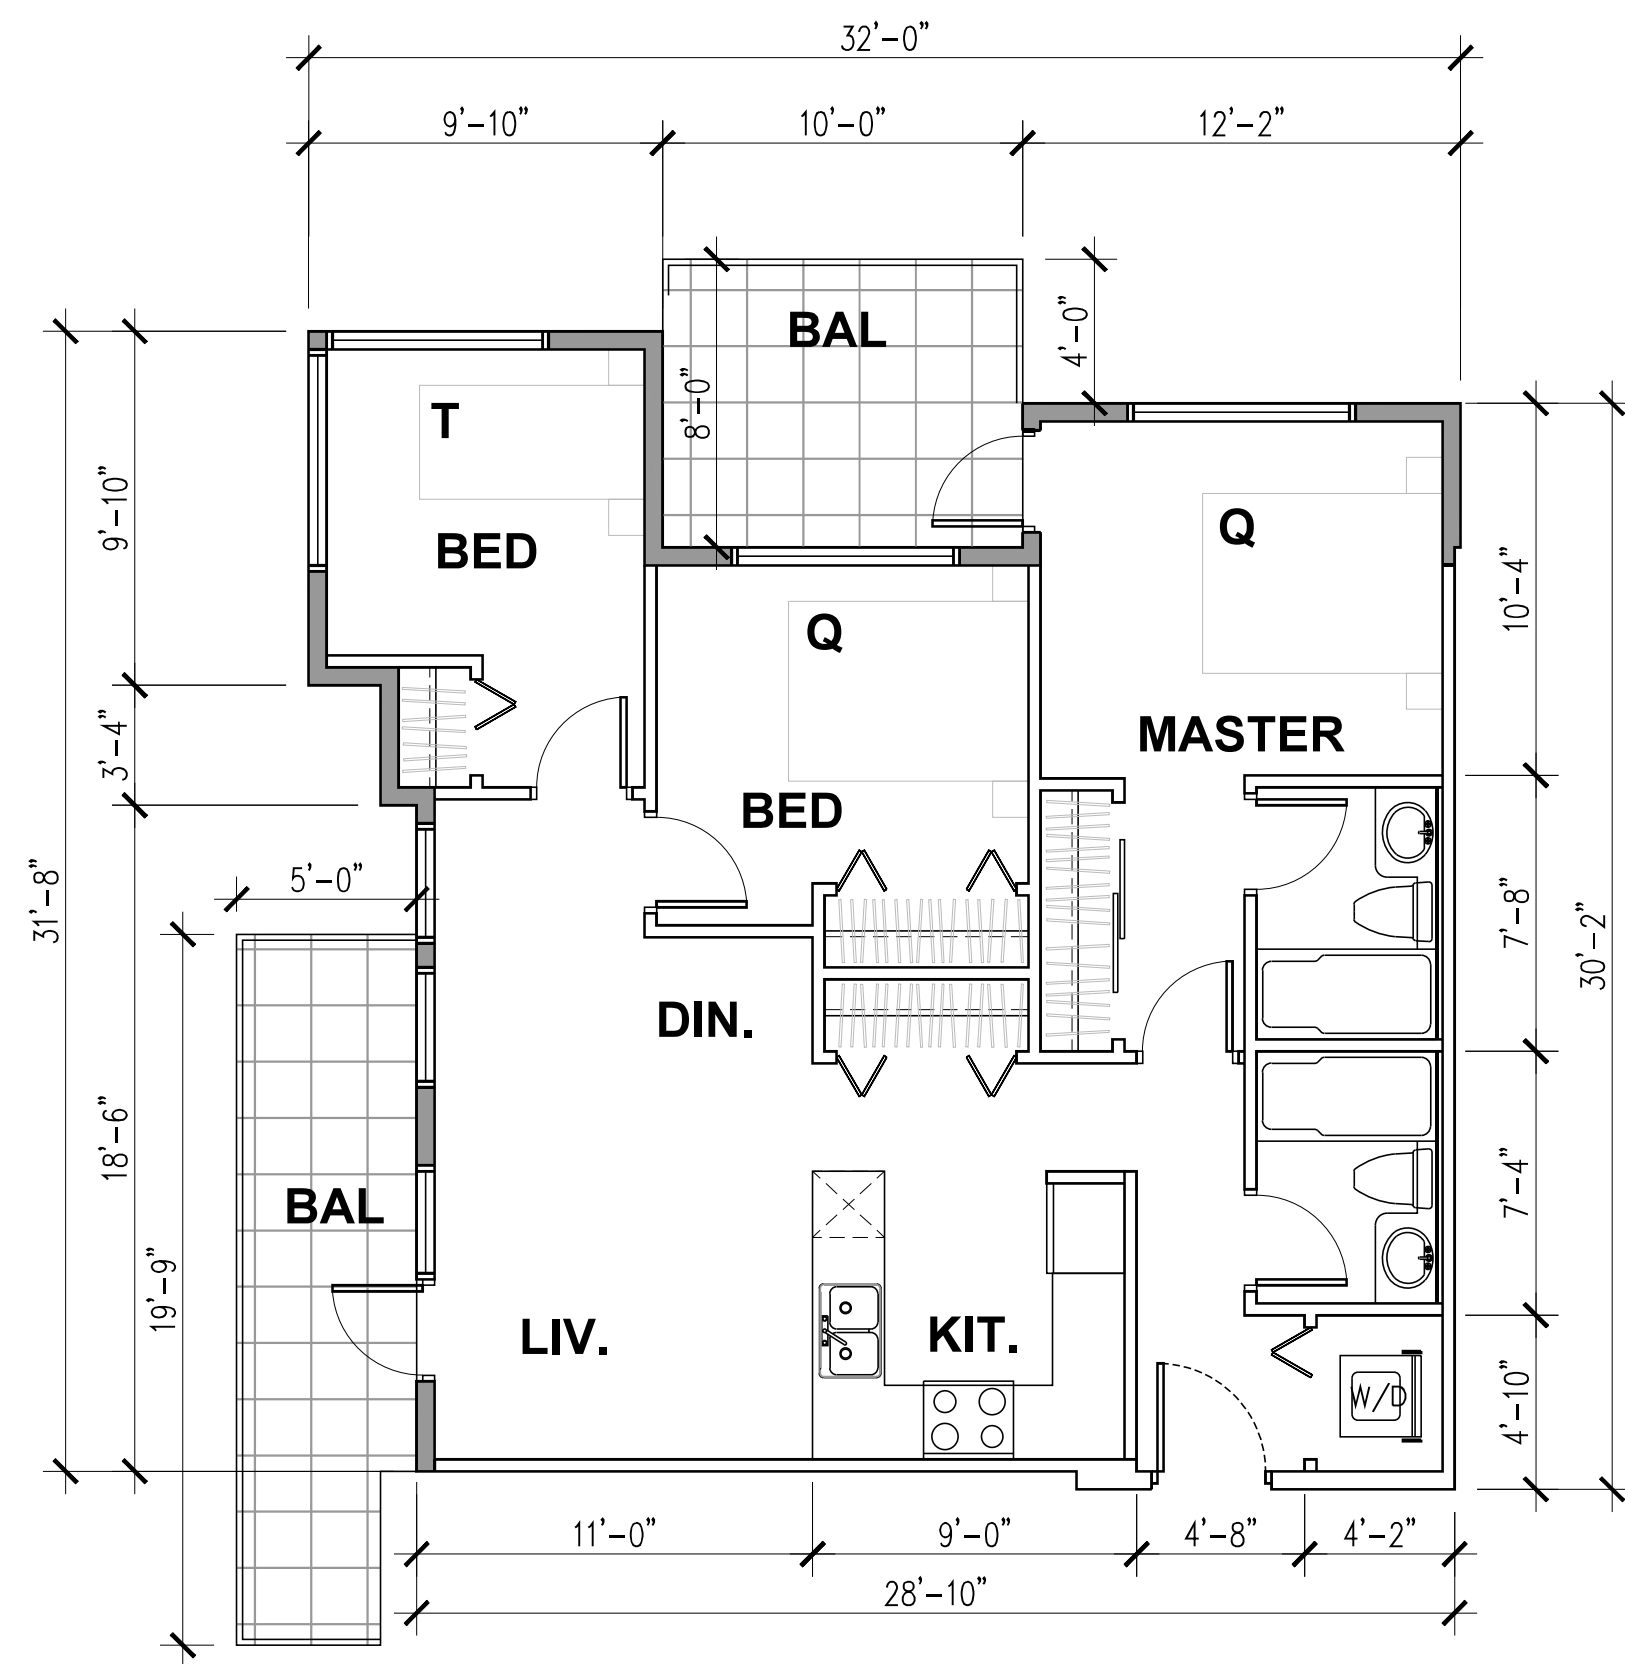 32’-0”
9’-10”
10’-0”
12’-2”
BAL
4’-0”
8’-0”
T
BED
Q
9’-10”
10’-4”
Q
MASTER
3’-4”
BED
31’-8”
5’-0”
7’-8”
30’-2”
DIN.
18’-6”
BAL
7’-4”
19’-9”
LIV.
KIT.
W/D
4’-10”
11’-0”
9’-0”
4’-8”
4’-2”
28’-10”